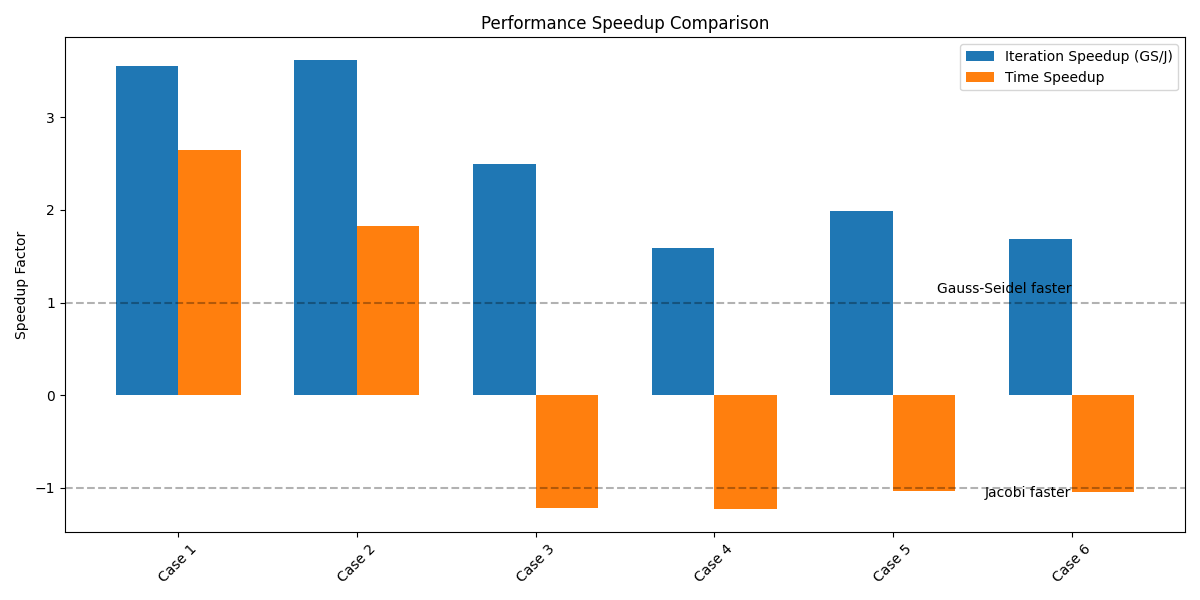 Performance Speedup Comparison
Iteration Speedup (GS/J)
Time Speedup
Speedup Factor
3
2
1
0
−1
Gauss-Seidel faster
Jacobi faster
Case 1
Case 2
Case 3
Case 4
Case 5
Case 6